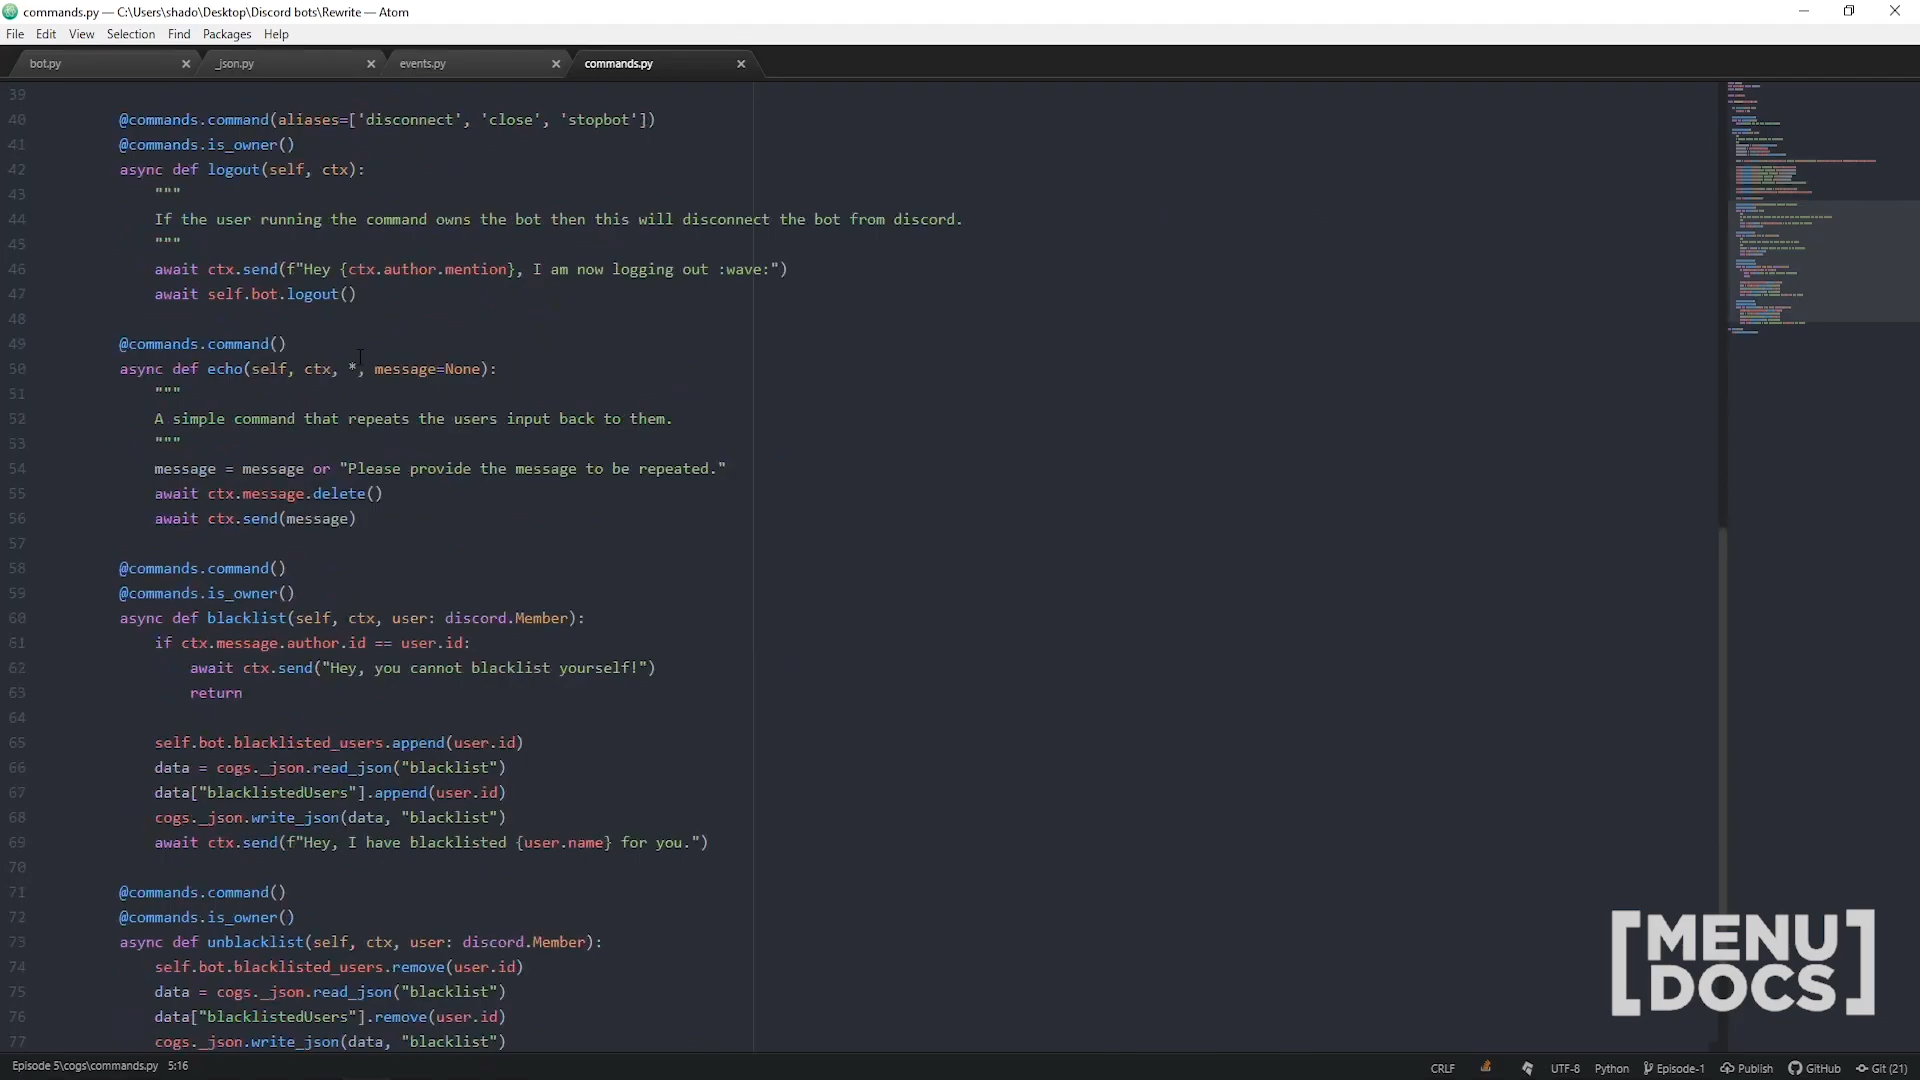 commands.py — C:\Users\shado\Desktop\Discord bots\Rewrite — Atom
File Edit View Selection Find Packages Help
bot.py _json.py events.py commands.py
39
40 @commands.command(aliases=['disconnect', 'close', 'stopbot'])
41 @commands.is_owner()
42 async def logout(self, ctx):
43 """
44 If the user running the command owns the bot then this will disconnect the bot from discord.
45 """
46 await ctx.send(f"Hey {ctx.author.mention}, I am now logging out :wave:")
47 await self.bot.logout()
48
49 @commands.command()
50 async def echo(self, ctx, *, message=None):
51 """
52 A simple command that repeats the users input back to them.
53 """
54 message = message or "Please provide the message to be repeated."
55 await ctx.message.delete()
56 await ctx.send(message)
57
58 @commands.command()
59 @commands.is_owner()
60 async def blacklist(self, ctx, user: discord.Member):
61 if ctx.message.author.id == user.id:
62 await ctx.send("Hey, you cannot blacklist yourself!")
63 return
64
65 self.bot.blacklisted_users.append(user.id)
66 data = cogs._json.read_json("blacklist")
67 data["blacklistedUsers"].append(user.id)
68 cogs._json.write_json(data, "blacklist")
69 await ctx.send(f"Hey, I have blacklisted {user.name} for you.")
70
71 @commands.command()
72 @commands.is_owner()
73 async def unblacklist(self, ctx, user: discord.Member):
74 self.bot.blacklisted_users.remove(user.id)
75 data = cogs._json.read_json("blacklist")
76 data["blacklistedUsers"].remove(user.id)
77 cogs._json.write_json(data, "blacklist")
[MENU
DOCS]
Episode 5\cogs\commands.py 5:16 CRLF UTF-8 Python Episode-1 Publish GitHub Git (21)